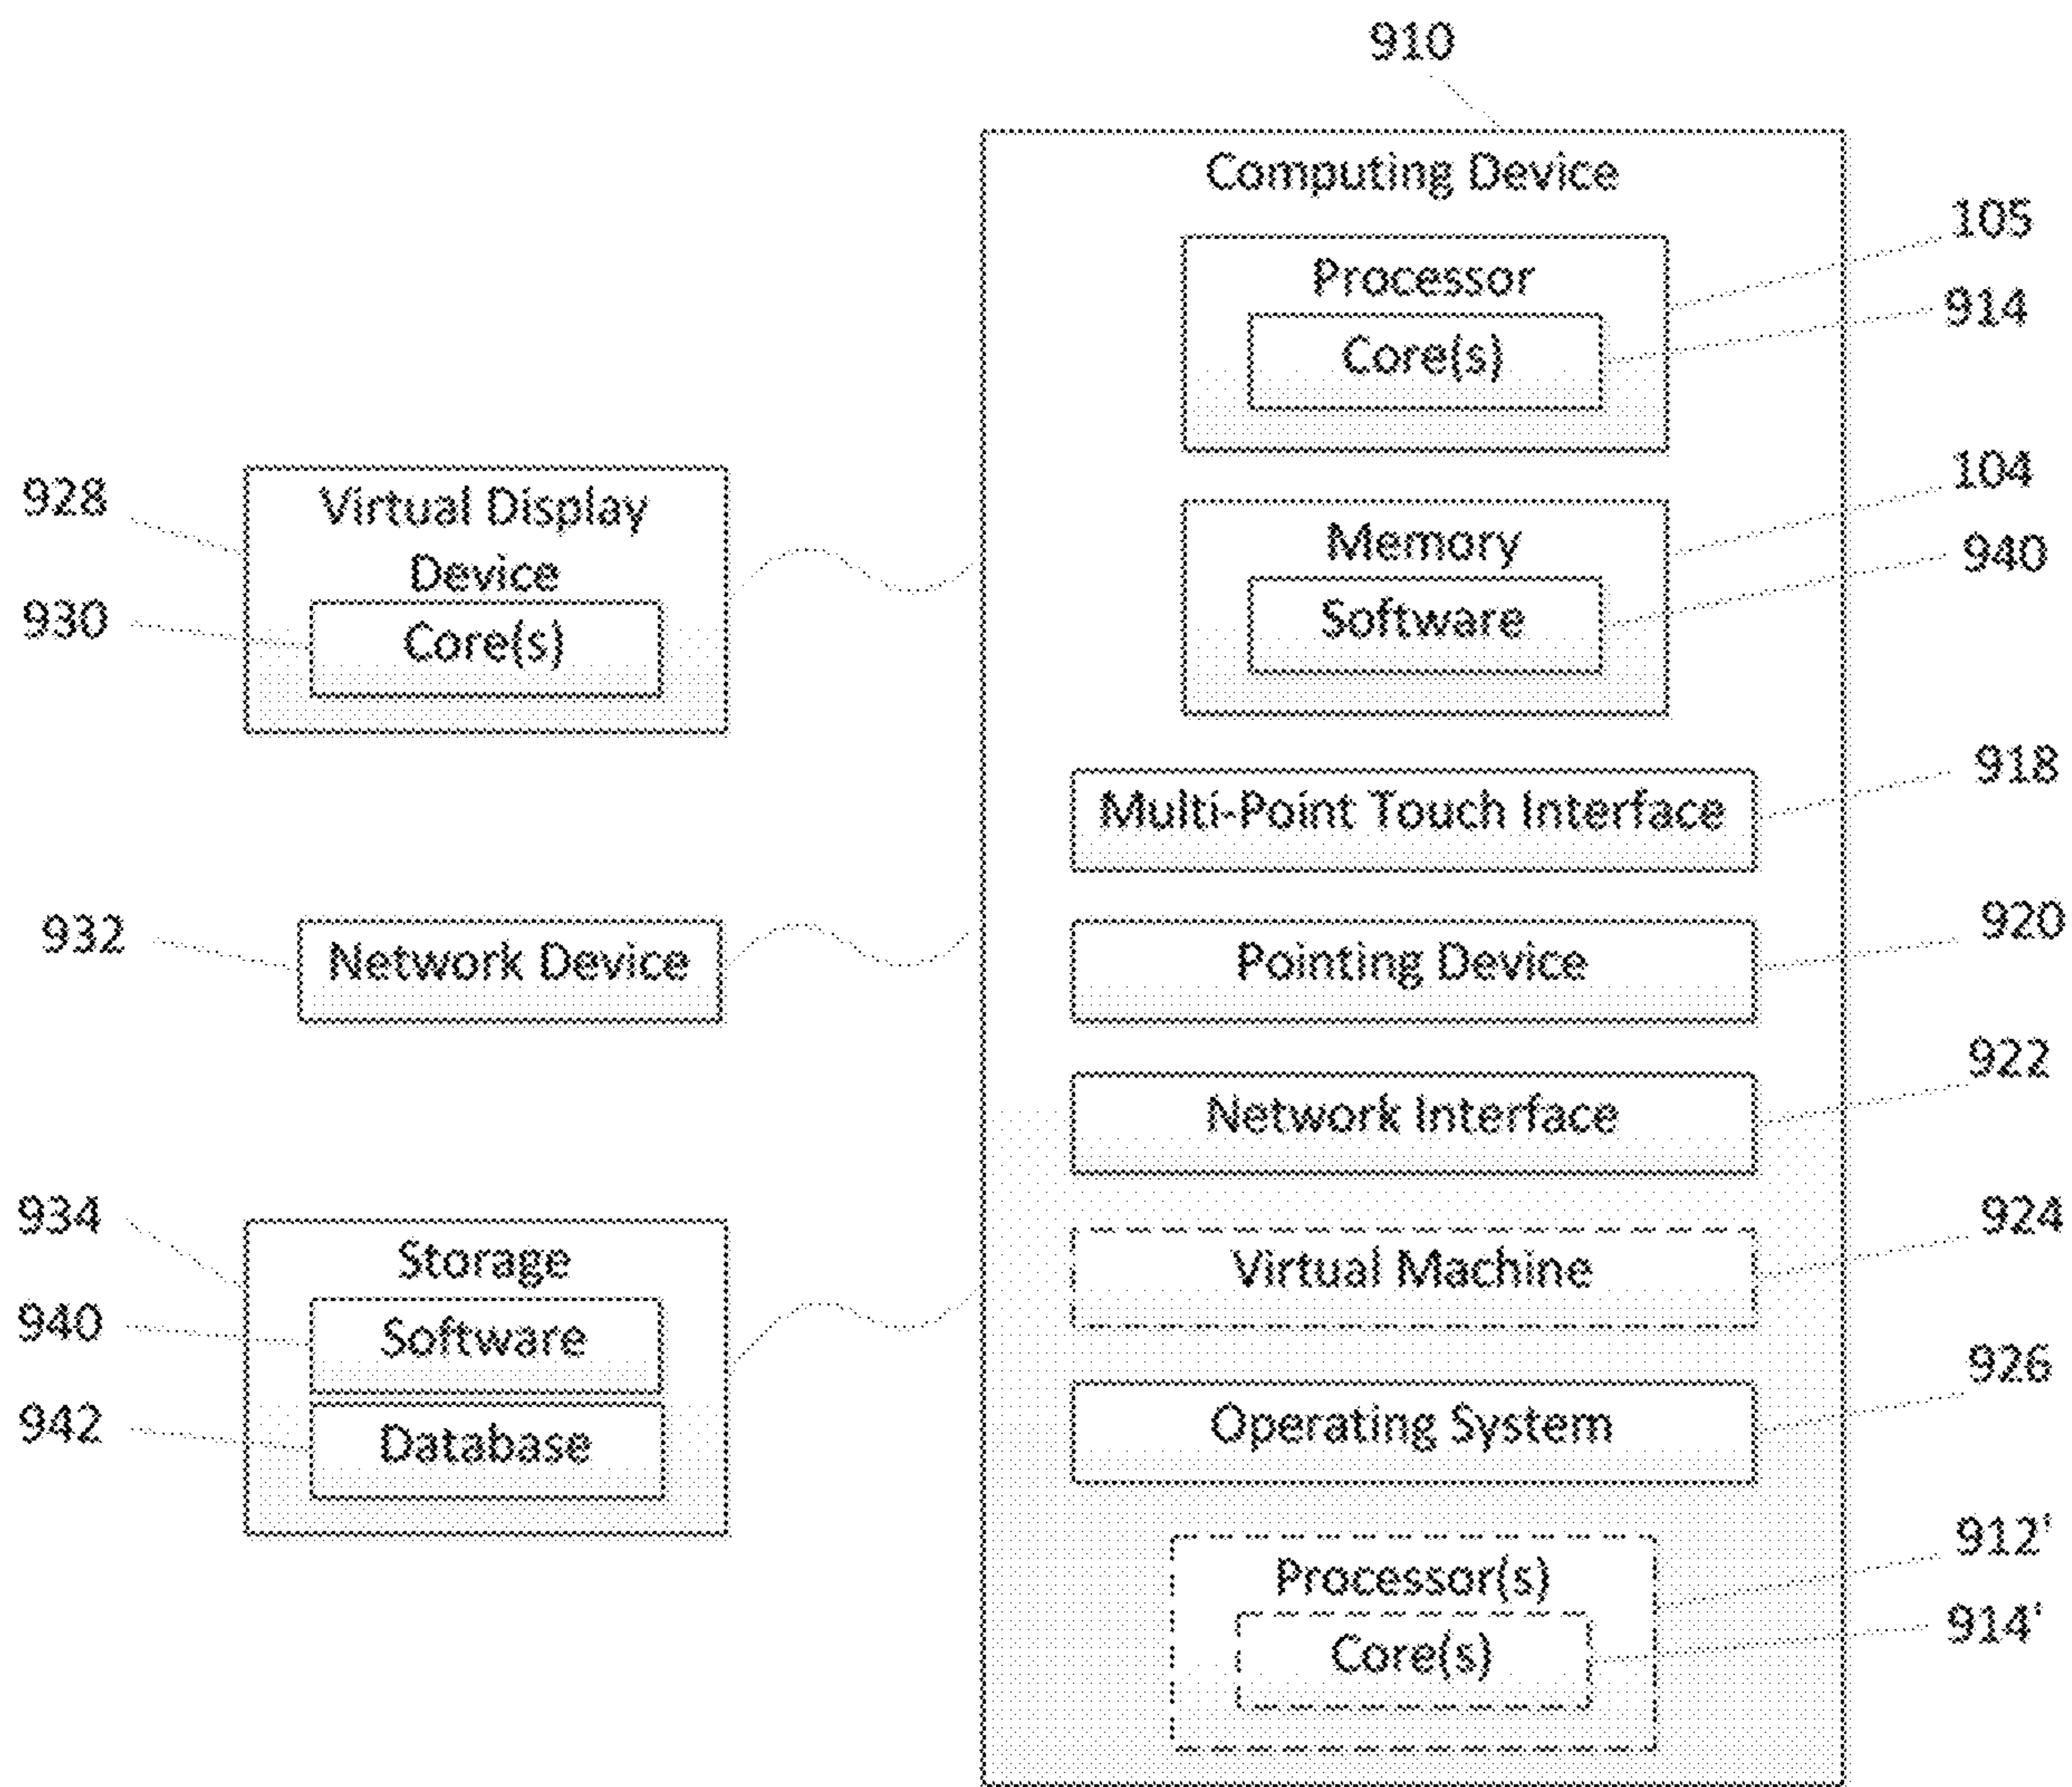 910
Computing Device
105
Processor
914
Core(s)
104
Memory
940
Software
928
Virtual Display
Device
930
Core(s)
918
Multi-Point Touch Interface
932
Network Device
920
Pointing Device
922
Network Interface
934
Storage
940
Software
942
Database
924
Virtual Machine
926
Operating System
912'
Processor(s)
914'
Core(s)